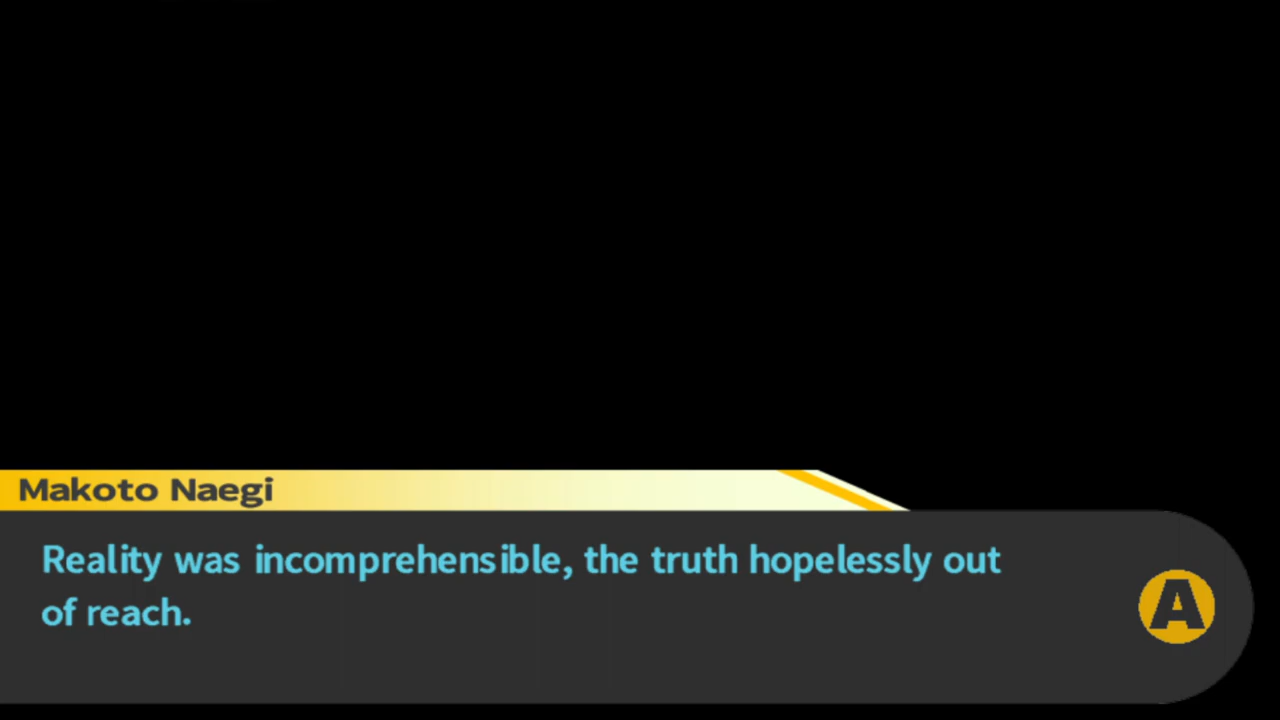 Makoto Naegi
Reality was incomprehensible, the truth hopelessly out
of reach.
A